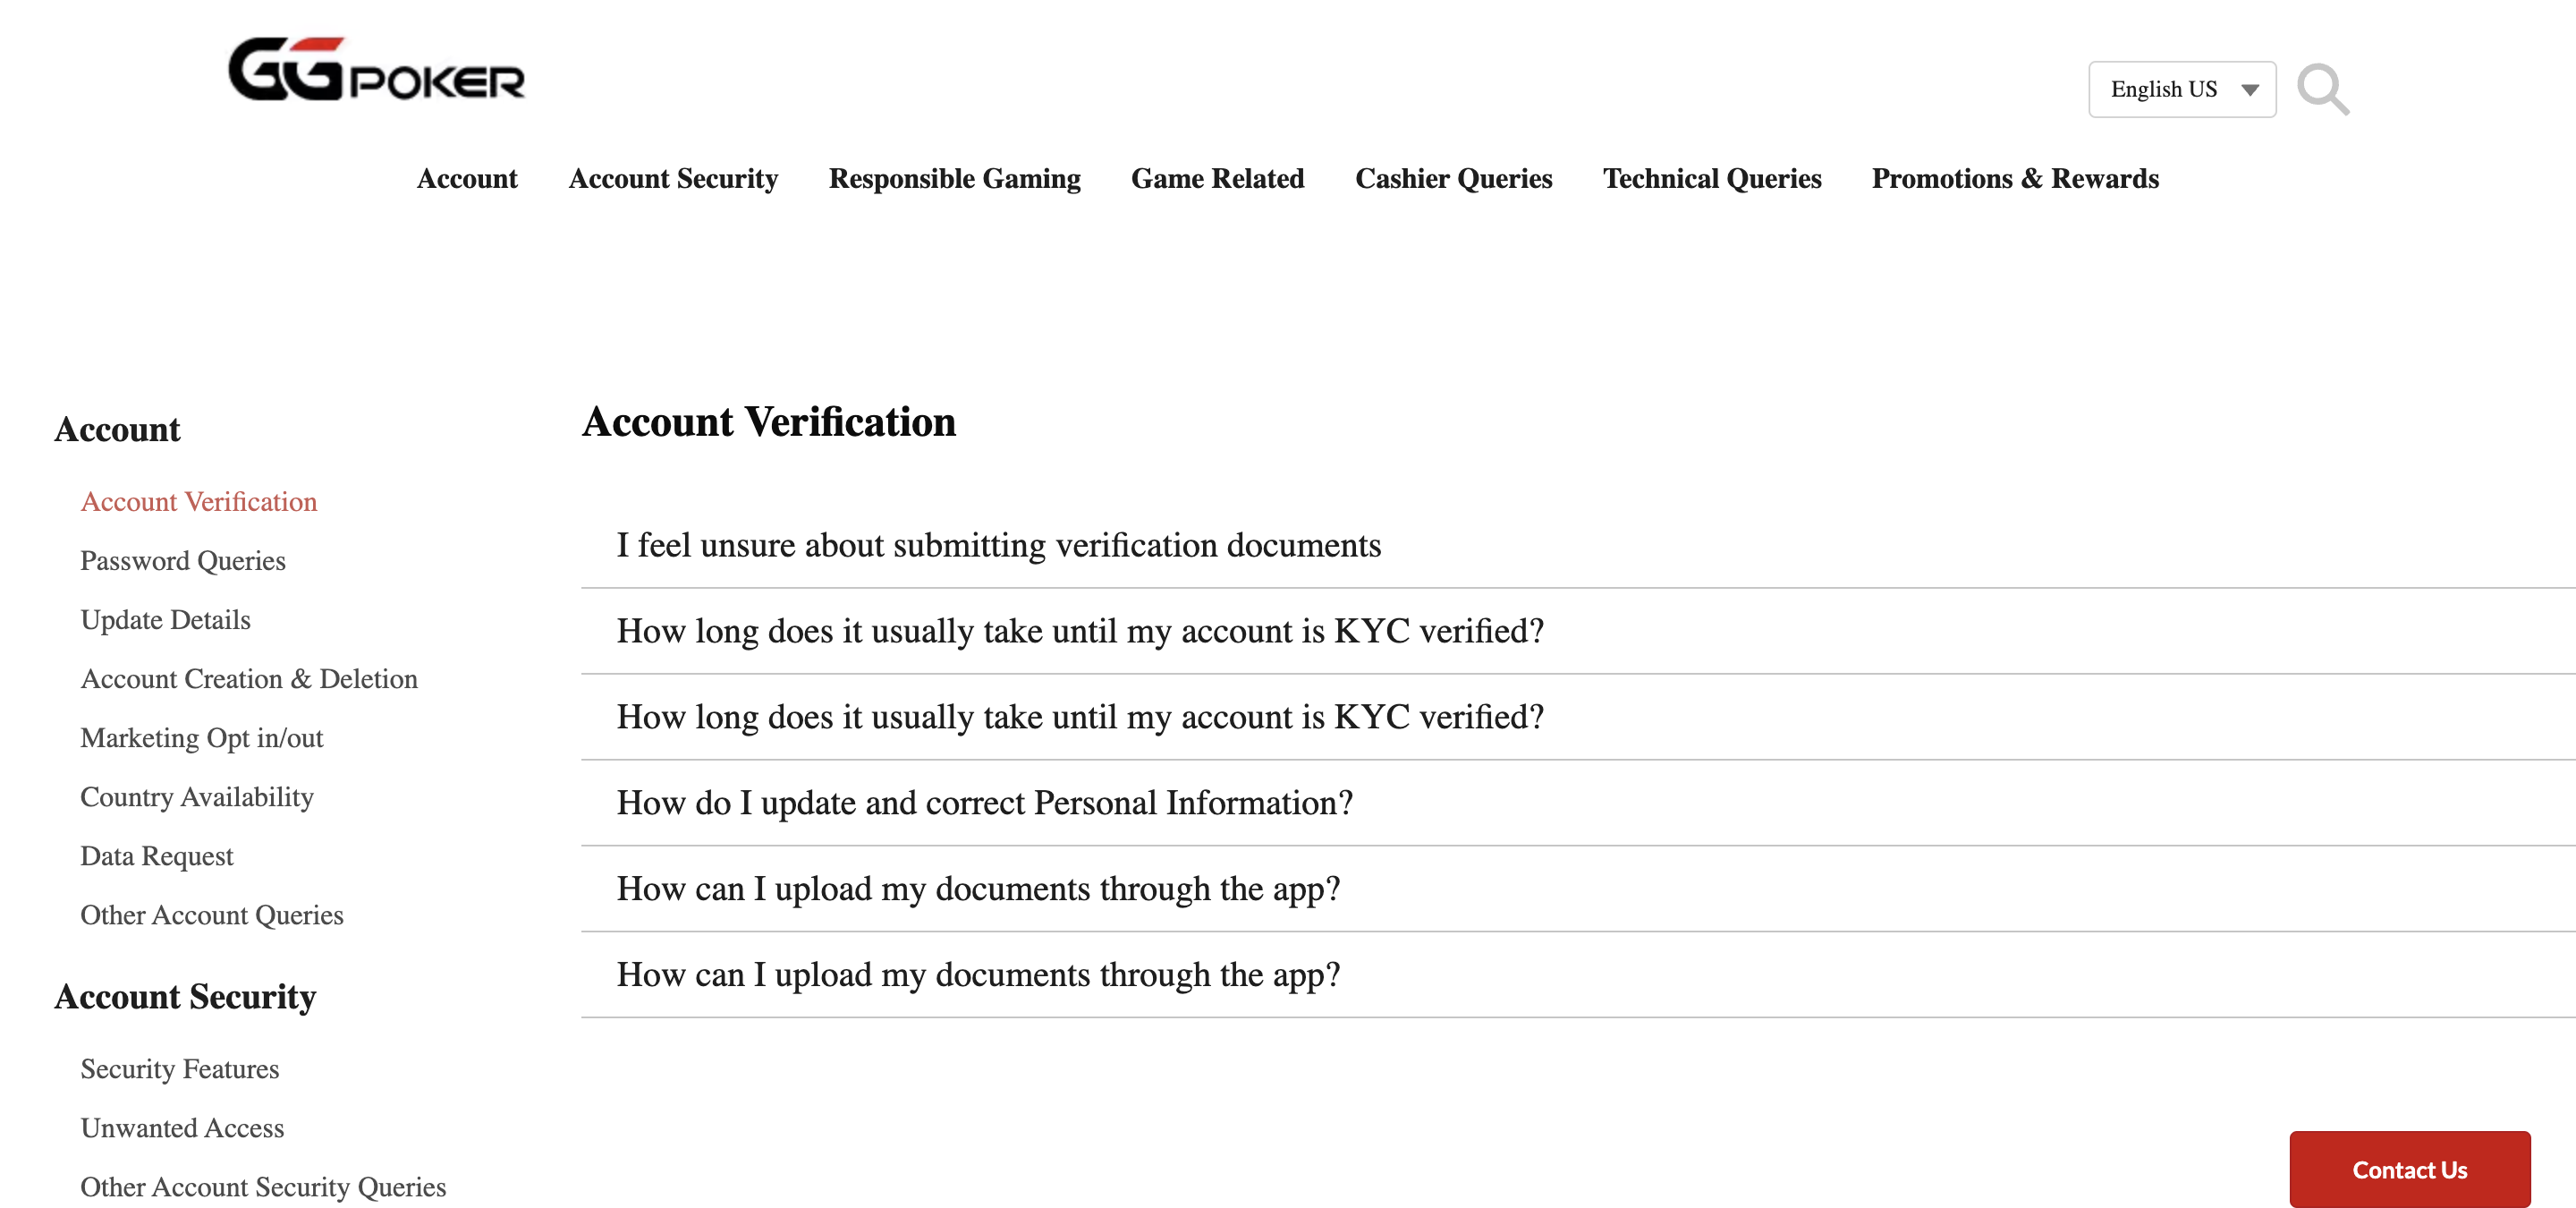 GGPOKER
English US
Account Account Security Responsible Gaming Game Related Cashier Queries Technical Queries Promotions & Rewards
Account
Account Verification
Password Queries
Update Details
Account Creation & Deletion
Marketing Opt in/out
Country Availability
Data Request
Other Account Queries
Account Security
Security Features
Unwanted Access
Other Account Security Queries
Account Verification
I feel unsure about submitting verification documents
How long does it usually take until my account is KYC verified?
How long does it usually take until my account is KYC verified?
How do I update and correct Personal Information?
How can I upload my documents through the app?
How can I upload my documents through the app?
Contact Us